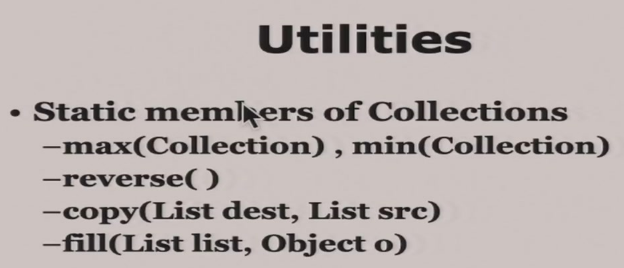 Utilities
• Static members of Collections
–max(Collection) , min(Collection)
–reverse( )
–copy(List dest, List src)
–fill(List list, Object o)